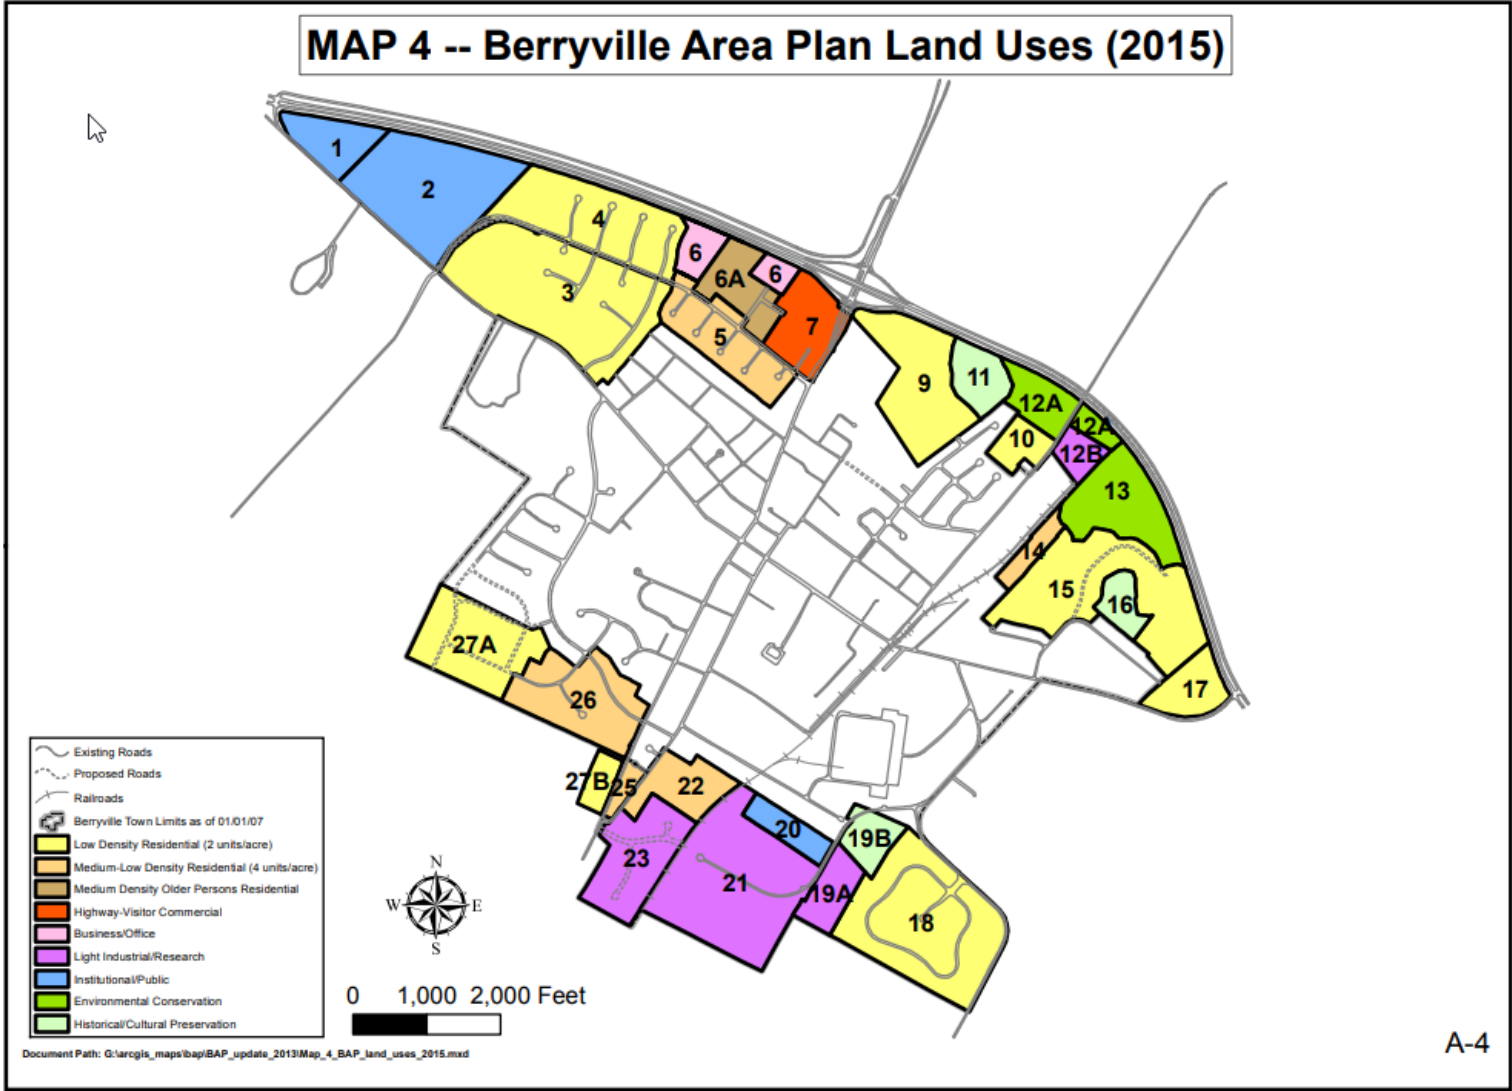 MAP 4 -- Berryville Area Plan Land Uses (2015)
1
2
4
3
6
6A
6
5
7
9
11
12A
12A
10
12B
13
14
15
16
17
27A
26
27B
25
22
23
21
20
19B
19A
18
Existing Roads
Proposed Roads
Railroads
Berryville Town Limits as of 01/01/07
Low Density Residential (2 units/acre)
Medium-Low Density Residential (4 units/acre)
Medium Density Older Persons Residential
Highway-Visitor Commercial
Business/Office
Light Industrial/Research
Institutional/Public
Environmental Conservation
Historical/Cultural Preservation
N
W E
S
0 1,000 2,000 Feet
Document Path: G:\arcgis_maps\bap\BAP_update_2013\Map_4_BAP_land_uses_2015.mxd
A-4